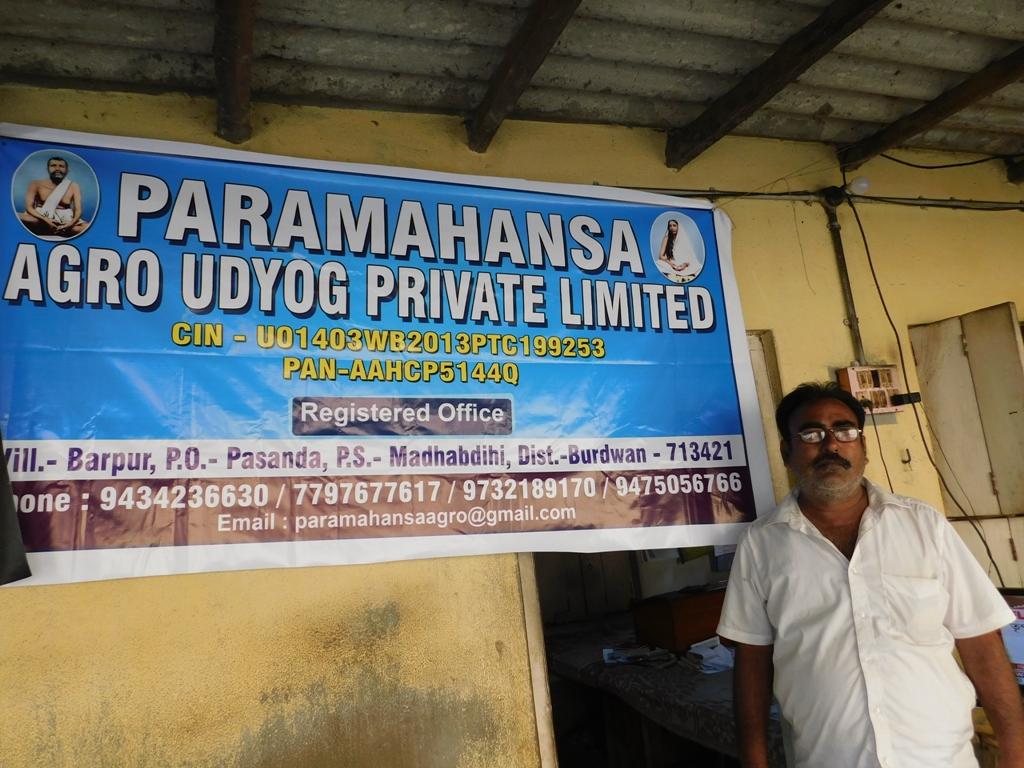 PARAMAHANSA
AGRO UDYOG PRIVATE LIMITED
CIN - U01403WB2013PTC199253
PAN-AAHCP5144Q
Registered Office
Vill.- Barpur, P.O.- Pasanda, P.S.- Madhabdihi, Dist.-Burdwan - 713421
hone : 9434236630 / 7797677617 / 9732189170 / 9475056766
Email : paramahansaagro@gmail.com